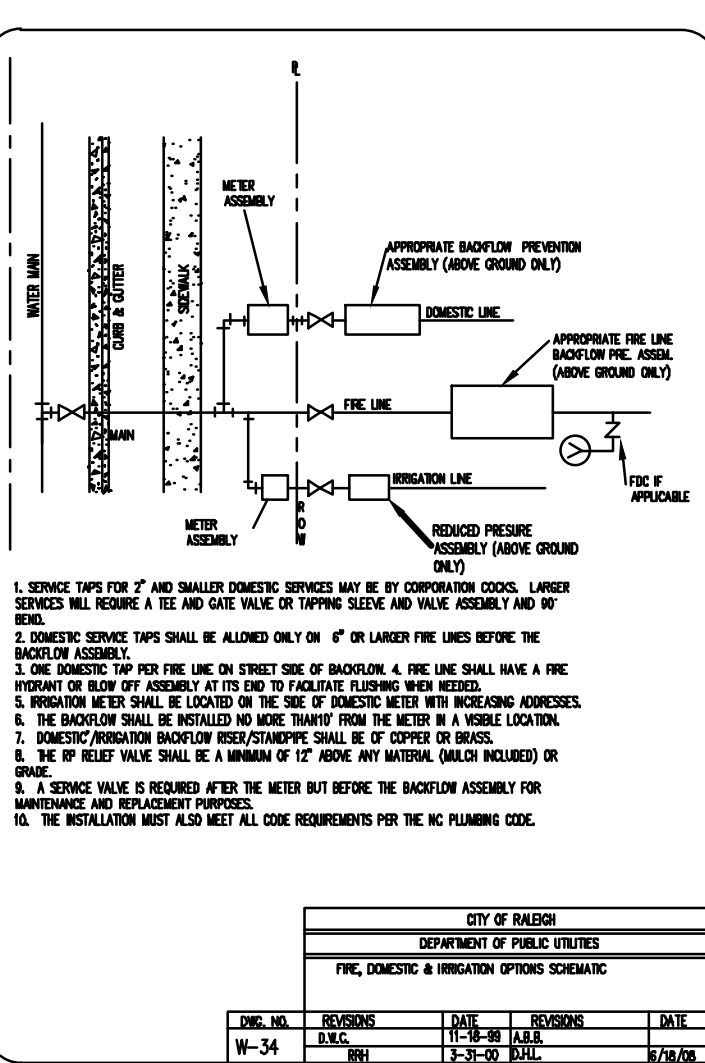 PL
METER
ASSEMBLY
APPROPRIATE BACKFLOW PREVENTION
ASSEMBLY (ABOVE GROUND ONLY)
WATER MAIN
CURB & GUTTER
SIDEWALK
DOMESTIC LINE
APPROPRIATE FIRE LINE
BACKFLOW PRE. ASSEM.
(ABOVE GROUND ONLY)
FIRE LINE
MAIN
IRRIGATION LINE
FDC IF
APPLICABLE
METER
ASSEMBLY
ROW
REDUCED PRESURE
ASSEMBLY (ABOVE GROUND
ONLY)
1. SERVICE TAPS FOR 2" AND SMALLER DOMESTIC SERVICES MAY BE BY CORPORATION COCKS. LARGER
SERVICES WILL REQUIRE A TEE AND GATE VALVE OR TAPPING SLEEVE AND VALVE ASSEMBLY AND 90°
BEND.
2. DOMESTIC SERVICE TAPS SHALL BE ALLOWED ONLY ON 6" OR LARGER FIRE LINES BEFORE THE
BACKFLOW ASSEMBLY.
3. ONE DOMESTIC TAP PER FIRE LINE ON STREET SIDE OF BACKFLOW. 4. FIRE LINE SHALL HAVE A FIRE
HYDRANT OR BLOW OFF ASSEMBLY AT ITS END TO FACILITATE FLUSHING WHEN NEEDED.
5. IRRIGATION METER SHALL BE LOCATED ON THE SIDE OF DOMESTIC METER WITH INCREASING ADDRESSES.
6. THE BACKFLOW SHALL BE INSTALLED NO MORE THAN10' FROM THE METER IN A VISIBLE LOCATION.
7. DOMESTIC'/IRRIGATION BACKFLOW RISER/STANDPIPE SHALL BE OF COPPER OR BRASS.
8. THE RP RELIEF VALVE SHALL BE A MINIMUM OF 12" ABOVE ANY MATERIAL (MULCH INCLUDED) OR
GRADE.
9. A SERVICE VALVE IS REQUIRED AFTER THE METER BUT BEFORE THE BACKFLOW ASSEMBLY FOR
MAINTENANCE AND REPLACEMENT PURPOSES.
10. THE INSTALLATION MUST ALSO MEET ALL CODE REQUIREMENTS PER THE NC PLUMBING CODE.
CITY OF RALEIGH
DEPARTMENT OF PUBLIC UTILITIES
FIRE, DOMESTIC & IRRIGATION OPTIONS SCHEMATIC
DWG. NO. REVISIONS DATE REVISIONS DATE
W-34 D.W.C. 11-18-99 A.B.B.
RRH 3-31-00 D.H.L. 6/18/08